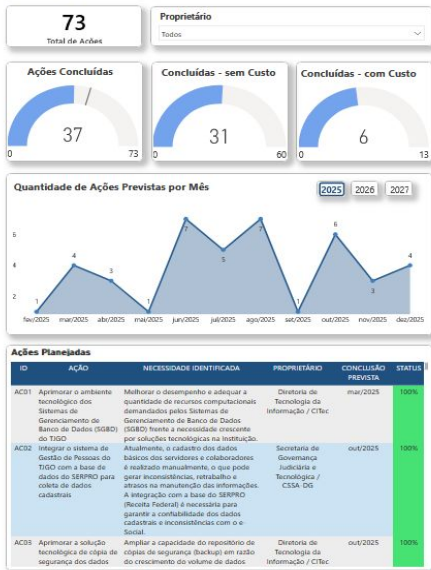 73
Total de Ações
Proprietário
Todos
Ações Concluídas
37
0
73
Concluídas - sem Custo
31
0
60
Concluídas - com Custo
6
0
13
Quantidade de Ações Previstas por Mês
2025
2026
2027
6
4
2
1
4
3
1
7
5
7
1
6
3
4
fev/2025 mar/2025 abr/2025 mai/2025 jun/2025 jul/2025 ago/2025 set/2025 out/2025 nov/2025 dez/2025
Ações Planejadas
ID AÇÃO NECESSIDADE IDENTIFICADA PROPRIETÁRIO CONCLUSÃO PREVISTA STATUS
AC01
Aprimorar o ambiente
tecnológico dos
Sistemas de
Gerenciamento de
Banco de Dados (SGBD)
do TJGO
Melhorar o desempenho e adequar a
quantidade de recursos computacionais
demandados pelos Sistemas de
Gerenciamento de Banco de Dados
(SGBD) frente a necessidade crescente
por soluções tecnológicas na Instituição.
Diretoria de
Tecnologia da
Informação / CITec
mar/2025
100%
AC02
Integrar o sistema de
Gestão de Pessoas do
TJGO com a base de
dados do SERPRO para
coleta de dados
cadastrais
Atualmente, o cadastro dos dados
básicos dos servidores e colaboradores
é realizado manualmente, o que pode
gerar inconsistências, retrabalho e
atrasos na manutenção das informações.
A integração com a base do SERPRO
(Receita Federal) é necessária para
garantir a confiabilidade dos dados
cadastrais e inconsistências com o e-
Social.
Secretaria de
Governança
Judiciária e
Tecnológica /
CSSA-DG
out/2025
100%
AC03
Aprimorar a solução
tecnológica de cópia de
segurança dos dados
Ampliar a capacidade do repositório de
cópias de segurança (backup) em razão
do crescimento do volume de dados
Diretoria de
Tecnologia da
Informação / CITec
out/2025
100%